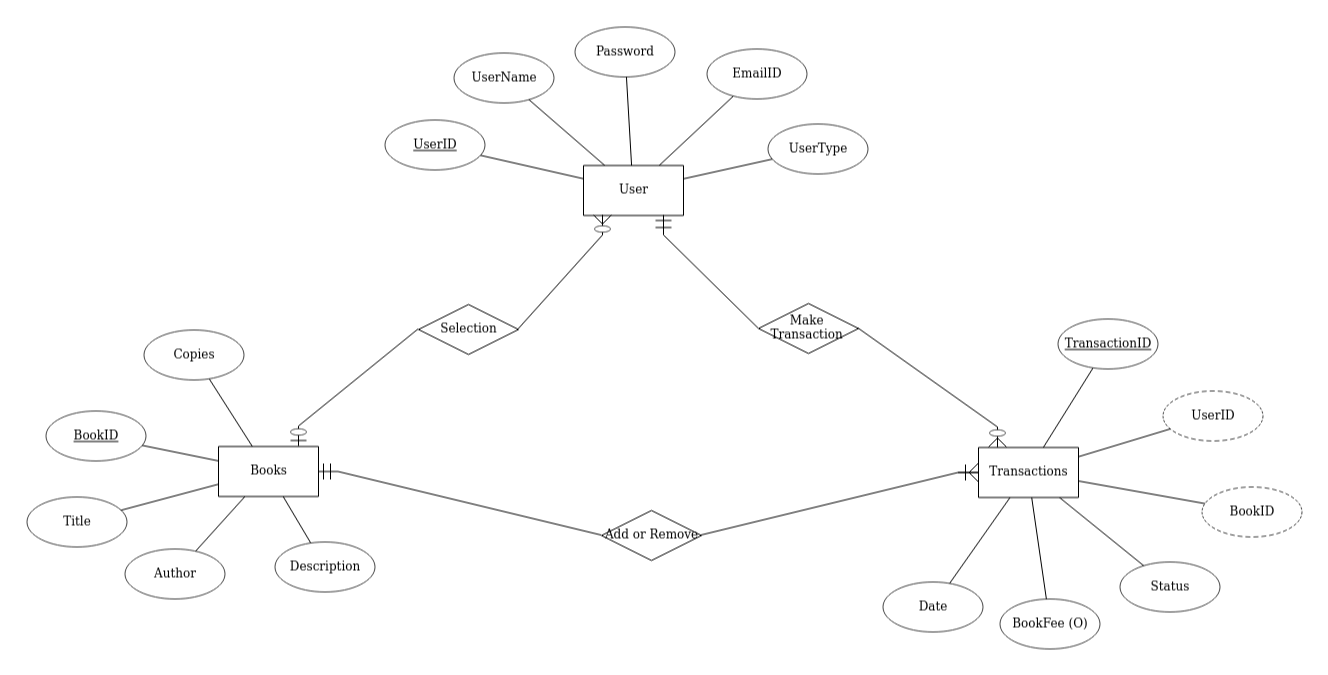 Password
EmailID
UserName
UserID
UserType
User
Selection
Make
Transaction
TransactionID
Copies
UserID
BookID
Books
Transactions
BookID
Title
Add or Remove
Author
Description
Status
Date
BookFee (O)